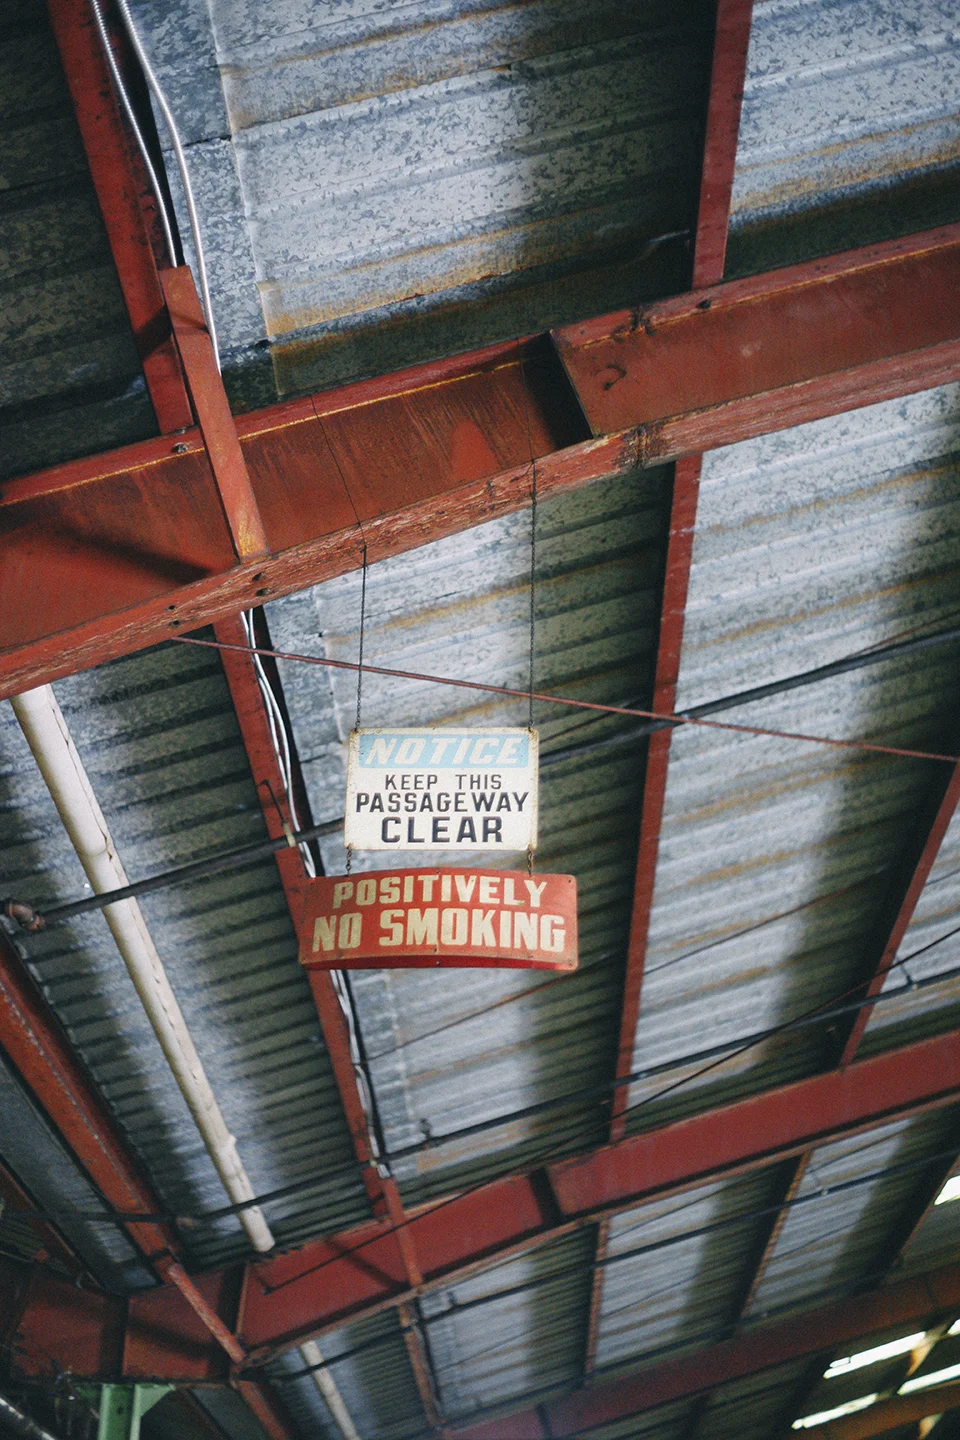 NOTICE
KEEP THIS
PASSAGEWAY
CLEAR
POSITIVELY
NO SMOKING